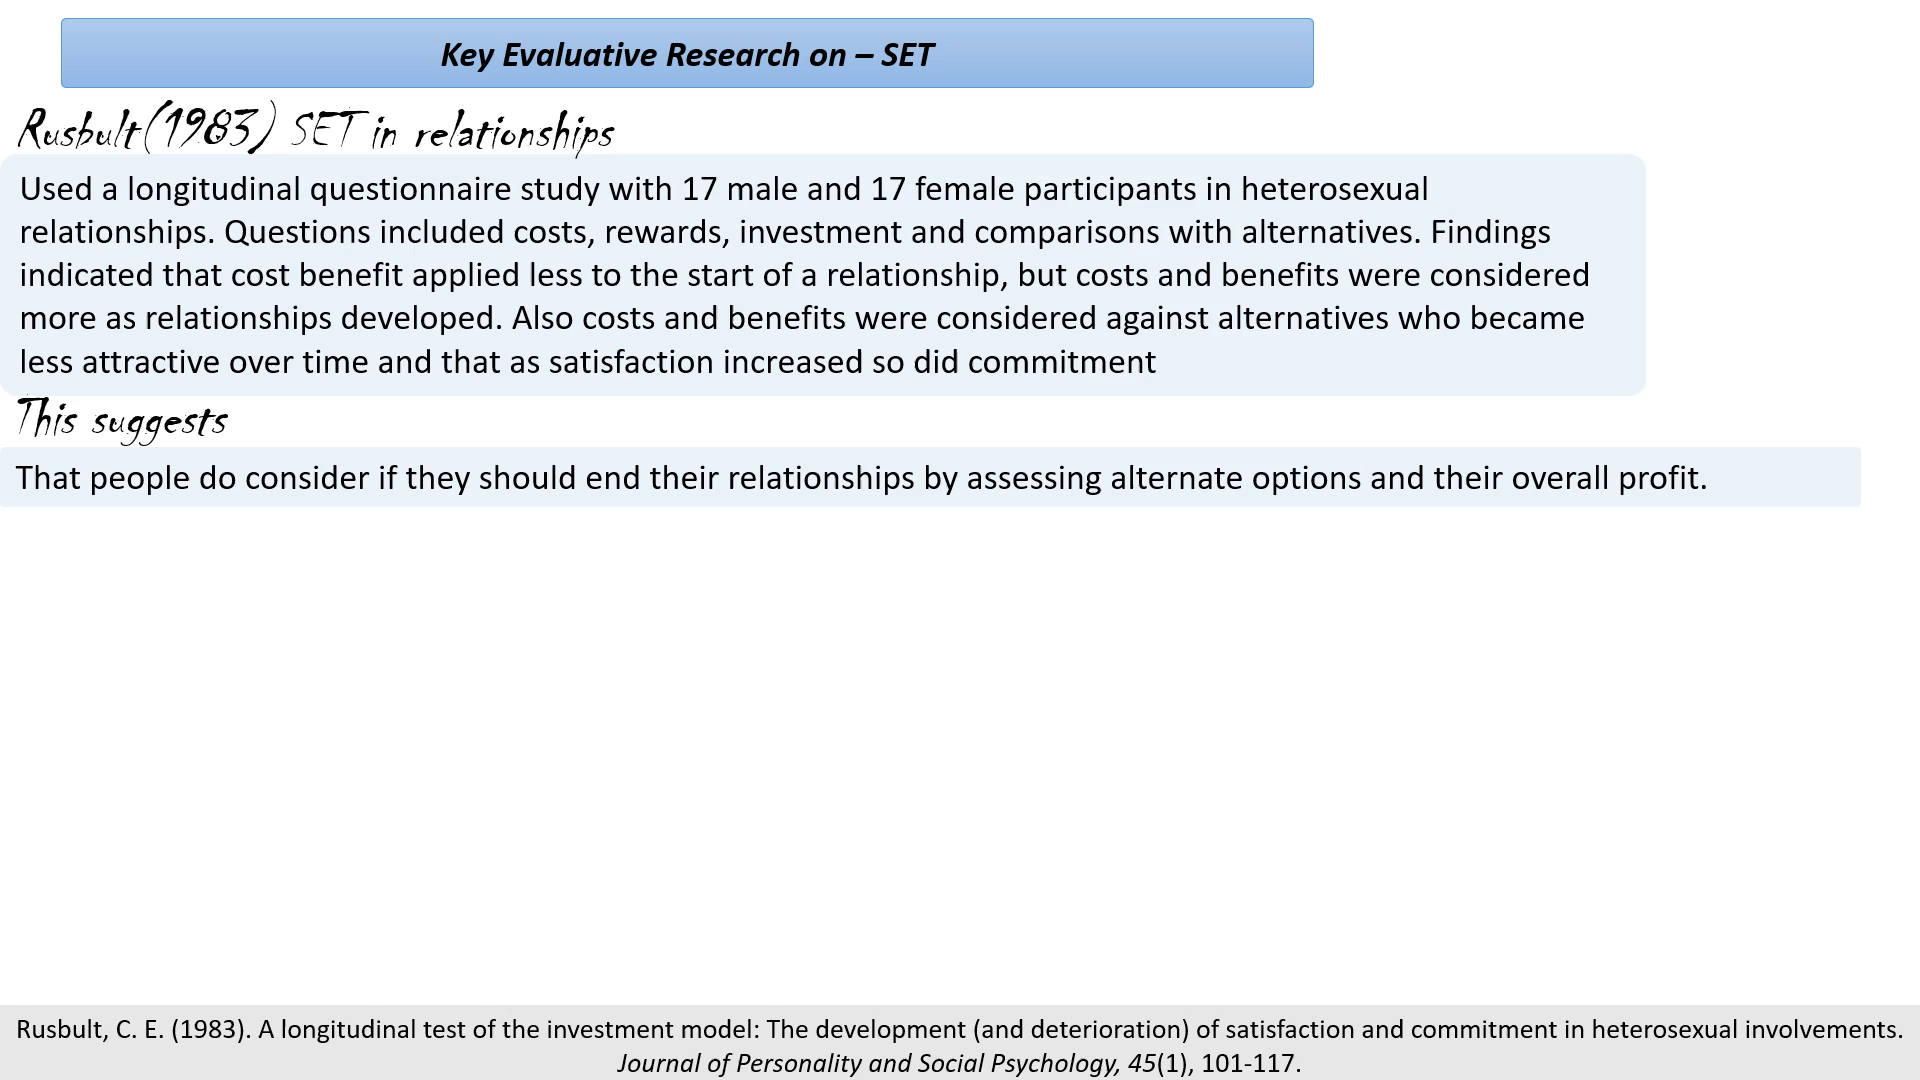 Key Evaluative Research on – SET
Rusbult(1983) SET in relationships
Used a longitudinal questionnaire study with 17 male and 17 female participants in heterosexual
relationships. Questions included costs, rewards, investment and comparisons with alternatives. Findings
indicated that cost benefit applied less to the start of a relationship, but costs and benefits were considered
more as relationships developed. Also costs and benefits were considered against alternatives who became
less attractive over time and that as satisfaction increased so did commitment
This suggests
That people do consider if they should end their relationships by assessing alternate options and their overall profit.
Rusbult, C. E. (1983). A longitudinal test of the investment model: The development (and deterioration) of satisfaction and commitment in heterosexual involvements.
Journal of Personality and Social Psychology, 45(1), 101-117.